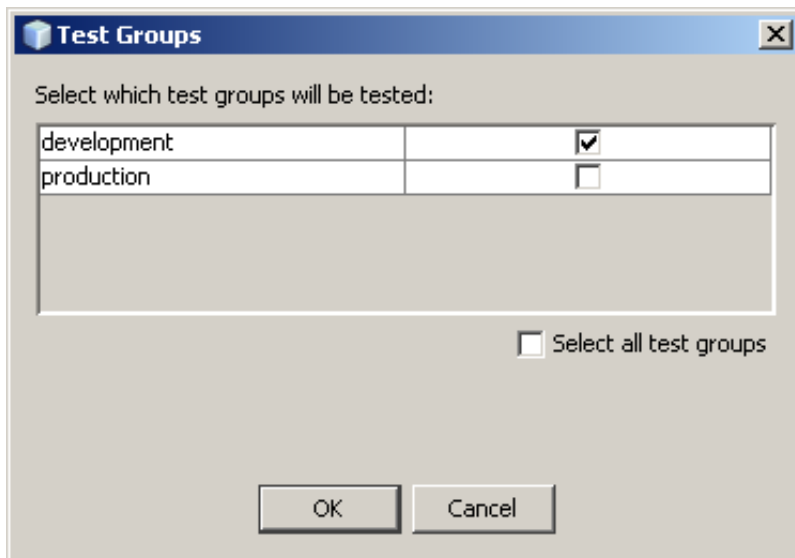 Test Groups
Select which test groups will be tested:
development
production
Select all test groups
OK Cancel